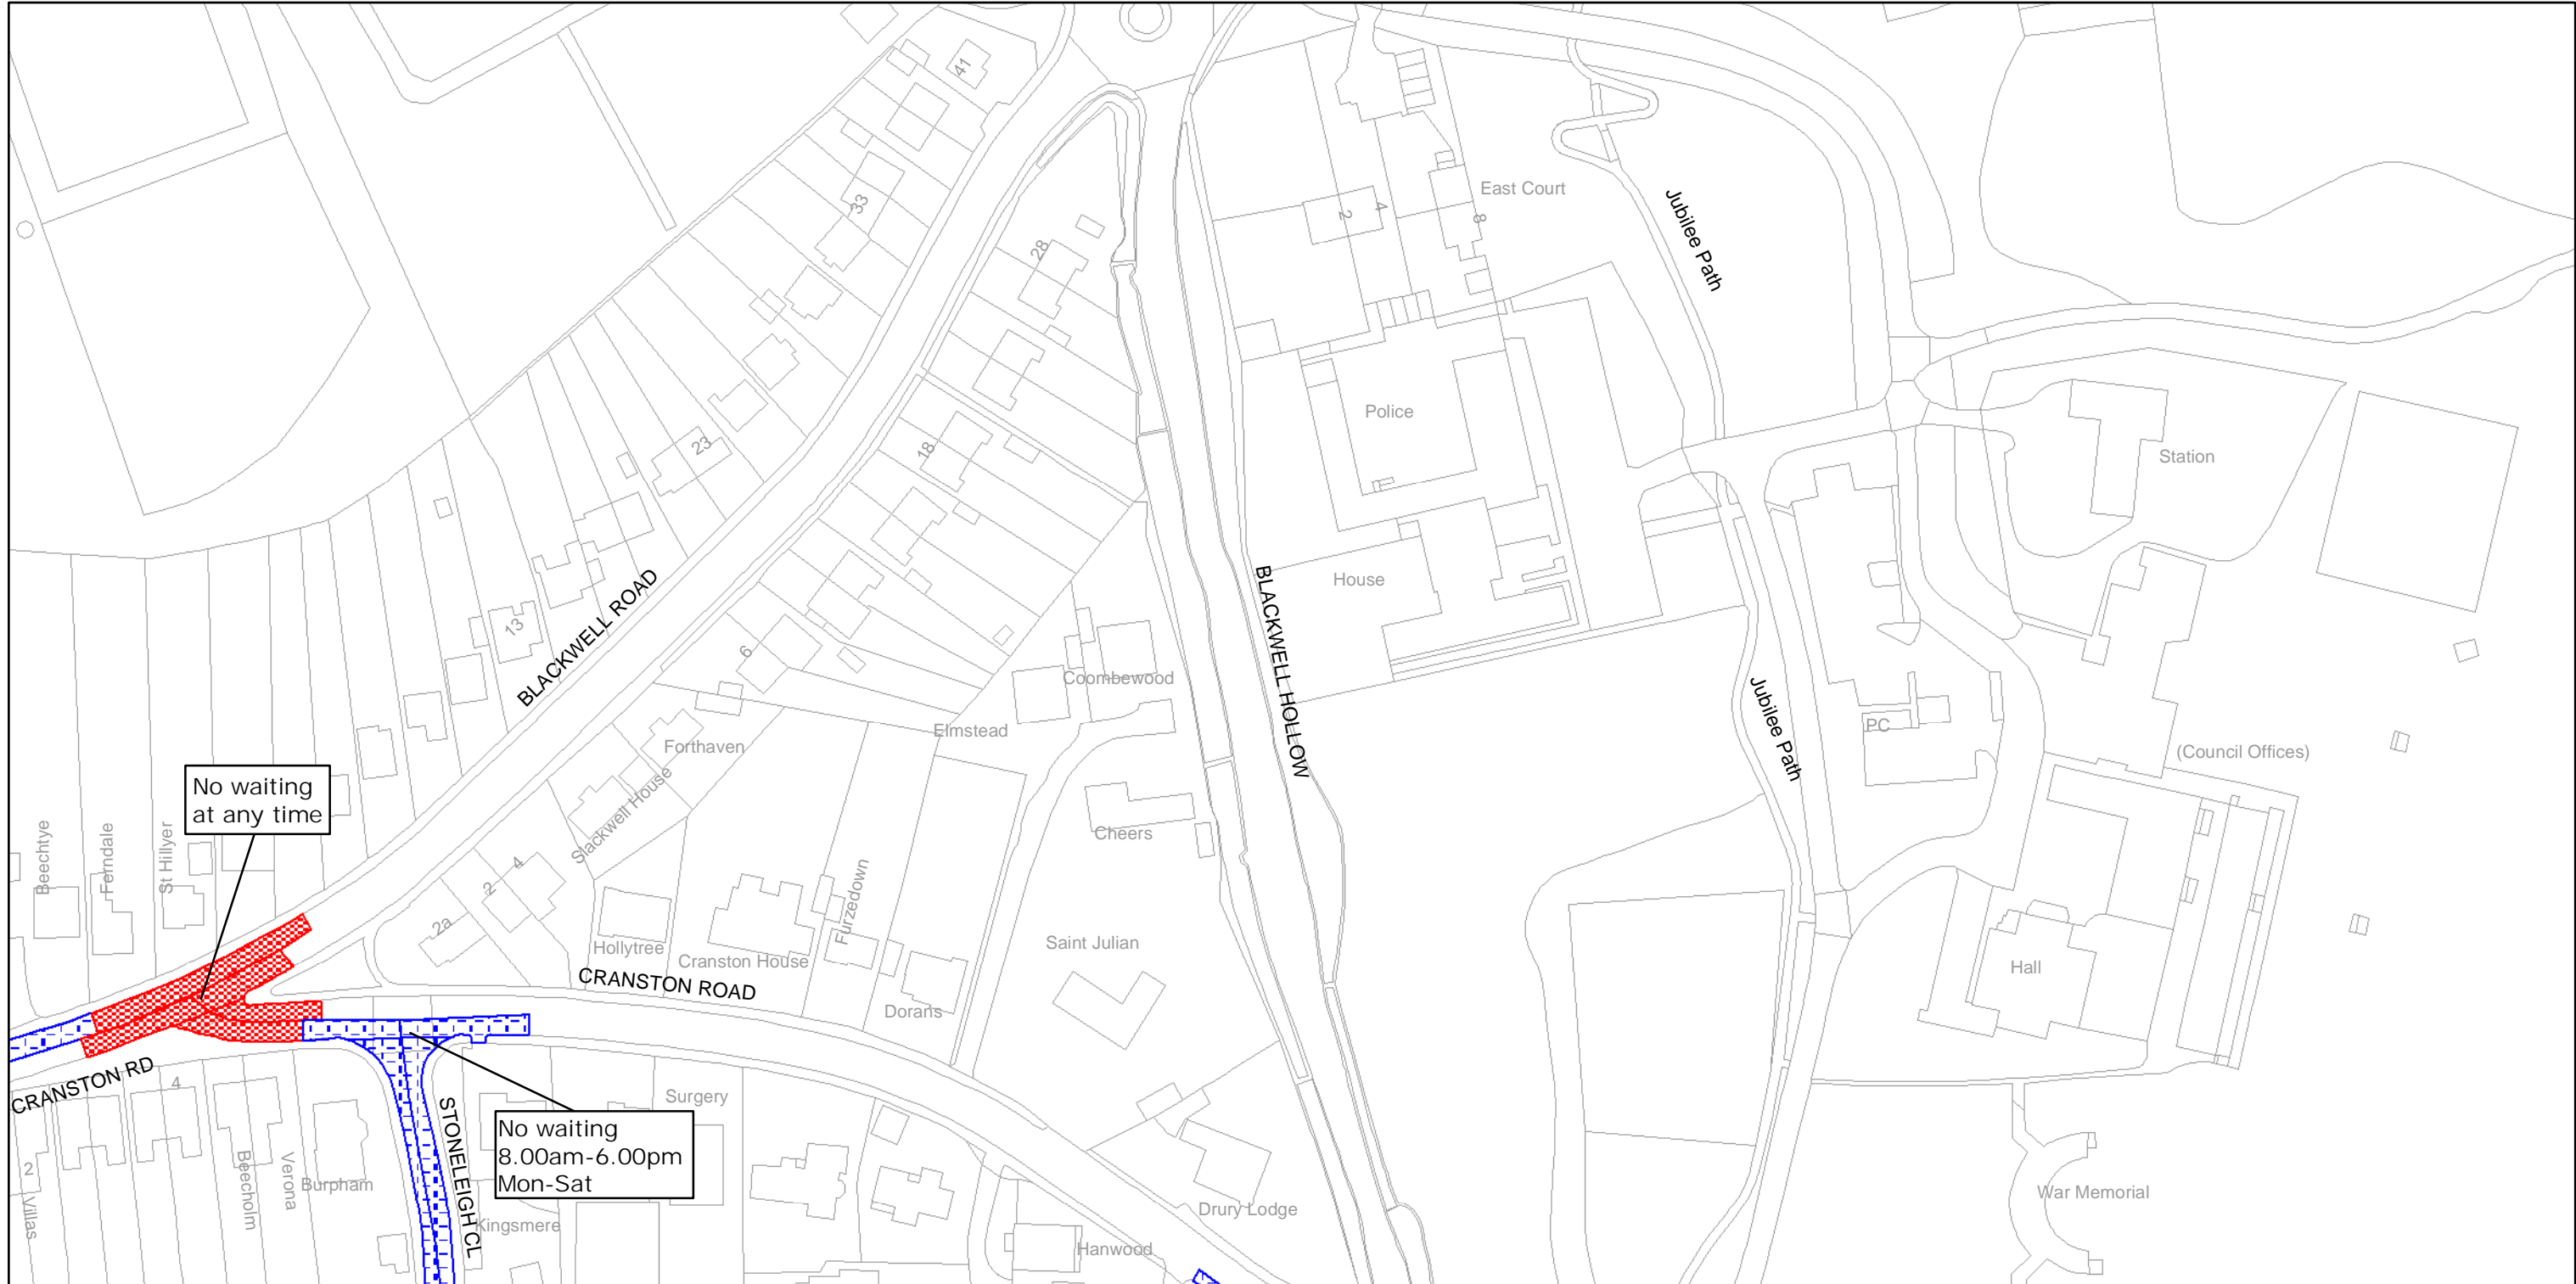 41
33
28
East Court
2
4
8
Jubilee Path
Police
23
18
Station
BLACKWELL ROAD
13
BLACKWELL HOLLOW
House
6
Coombewood
Elmstead
Jubilee Path
PC
(Council Offices)
Forthaven
Slackwell House
No waiting
at any time
Cheers
Beechtye
Ferndale
St Hillyer
2
4
2a
Furzedown
Hollytree
Cranston House
Saint Julian
Hall
CRANSTON ROAD
Dorans
CRANSTON RD
4
Surgery
STONELEIGH CL
No waiting
8.00am-6.00pm
Mon-Sat
2
Villas
Beecholm
Verona
Burpham
Kingsmere
Drury Lodge
Hanwood
War Memorial